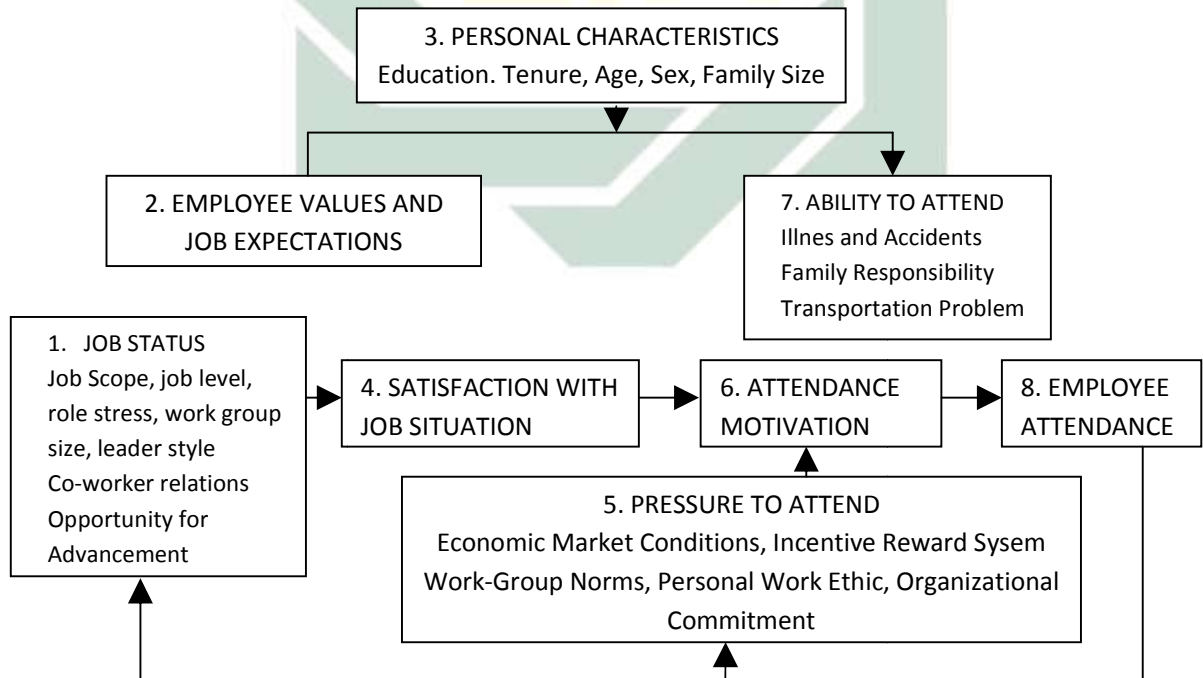 3. PERSONAL CHARACTERISTICS
Education. Tenure, Age, Sex, Family Size
2. EMPLOYEE VALUES AND
JOB EXPECTATIONS
7. ABILITY TO ATTEND
Illnes and Accidents
Family Responsibility
Transportation Problem
1. JOB STATUS
Job Scope, job level,
role stress, work group
size, leader style
Co-worker relations
Opportunity for
Advancement
4. SATISFACTION WITH
JOB SITUATION
6. ATTENDANCE
MOTIVATION
8. EMPLOYEE
ATTENDANCE
5. PRESSURE TO ATTEND
Economic Market Conditions, Incentive Reward Sysem
Work-Group Norms, Personal Work Ethic, Organizational
Commitment